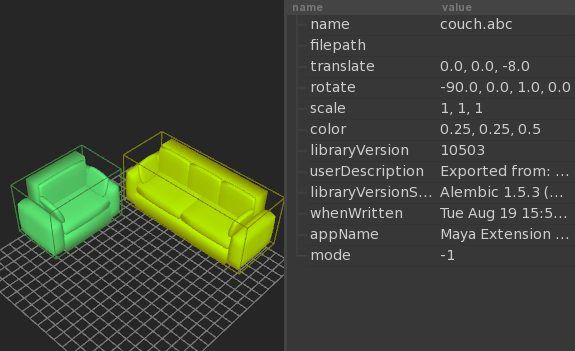 name value
name couch.abc
filepath
translate 0.0, 0.0, -8.0
rotate -90.0, 0.0, 1.0, 0.0
scale 1, 1, 1
color 0.25, 0.25, 0.5
libraryVersion 10503
userDescription Exported from: ...
libraryVersionS... Alembic 1.5.3 (...
whenWritten Tue Aug 19 15:5...
appName Maya Extension ...
mode -1